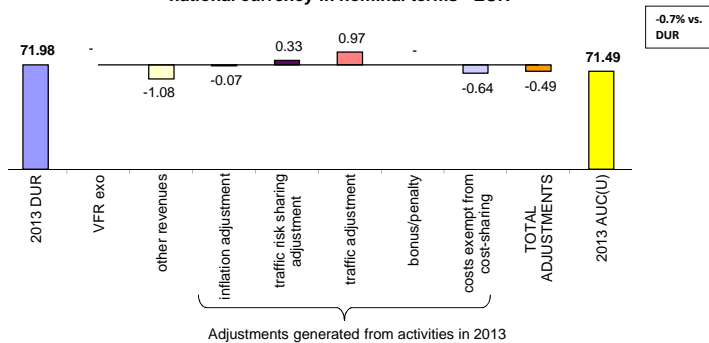 national currency in nominal terms - EUR
-0.7% vs.
DUR
71.98
-
-1.08
-0.07
0.33
0.97
-
-0.64
-0.49
71.49
2013 DUR
VFR exo
other revenues
inflation adjustment
traffic risk sharing
adjustment
traffic adjustment
bonus/penalty
costs exempt from
cost-sharing
TOTAL
ADJUSTMENTS
2013 AUC(U)
Adjustments generated from activities in 2013